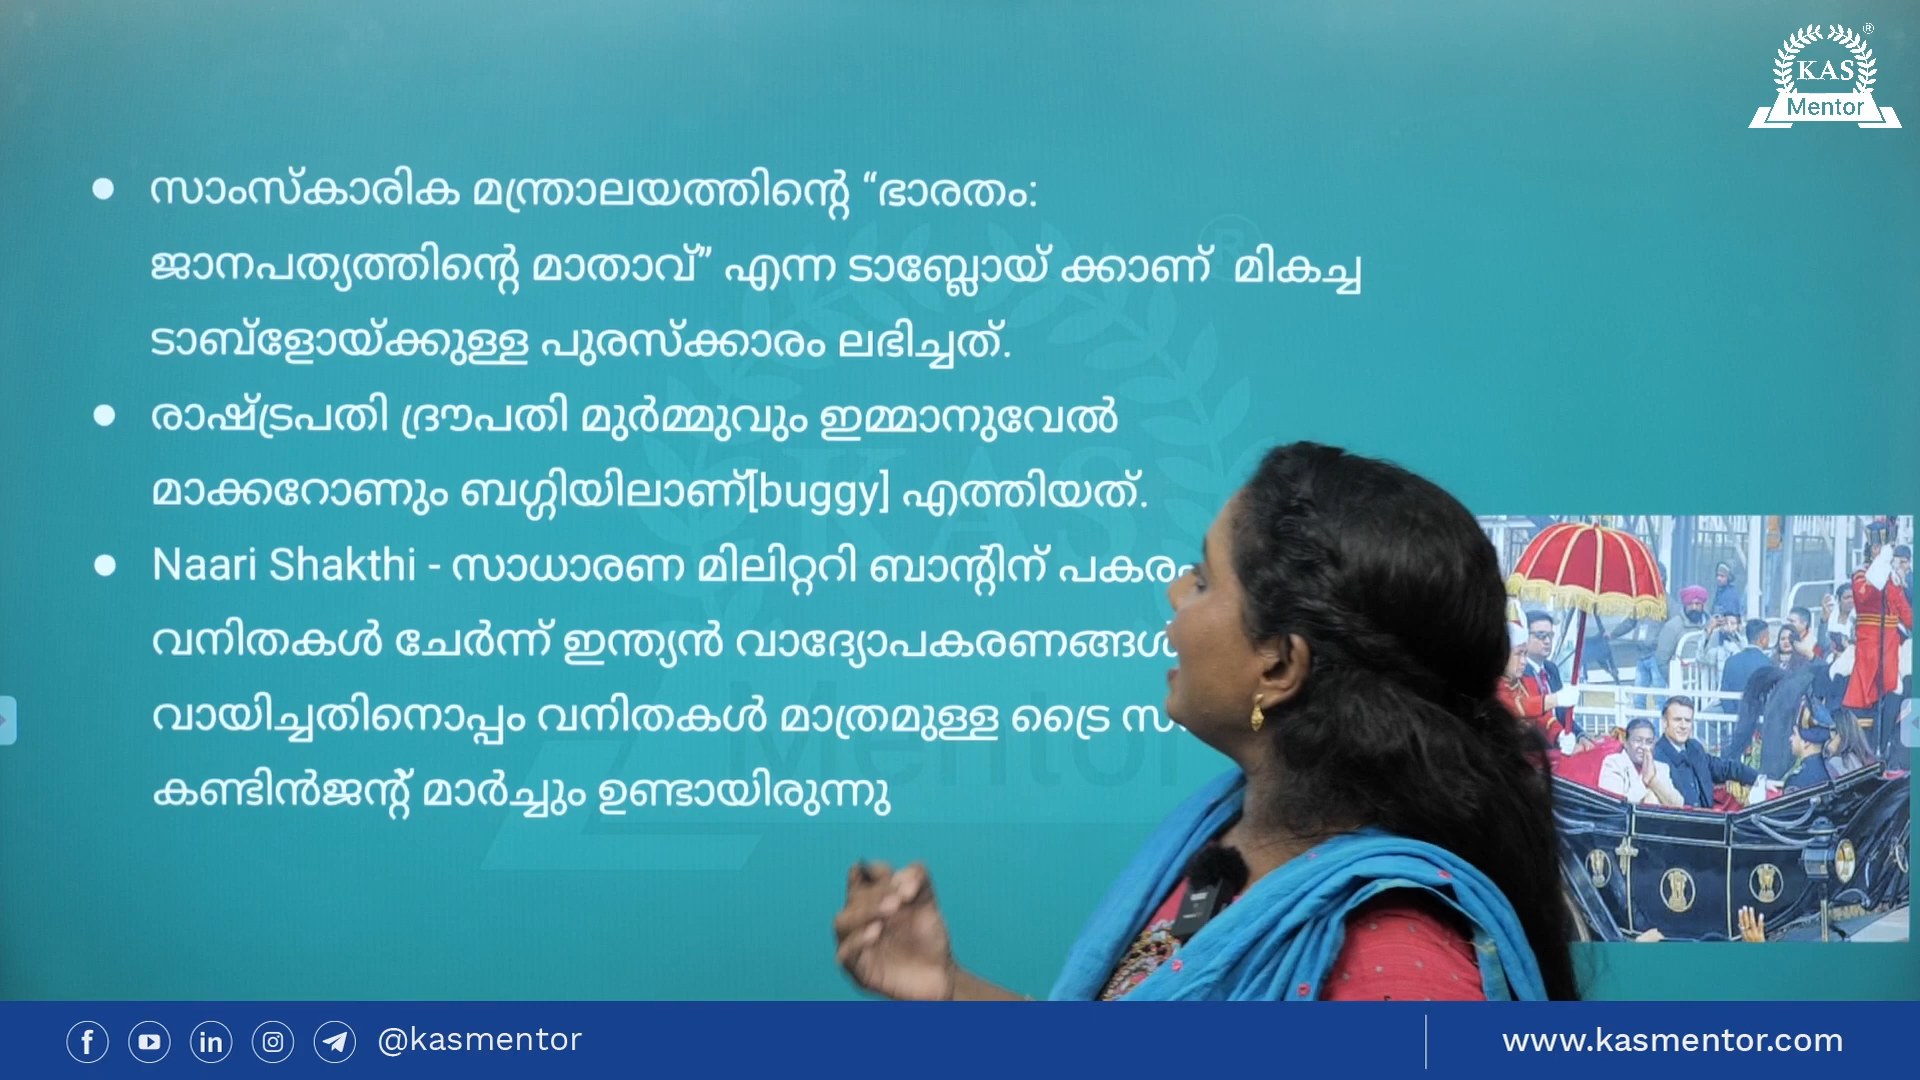 KAS
Mentor
സാംസ്കാരിക മന്ത്രാലയത്തിന്റെ “ഭാരതം:
ജാനപത്യത്തിന്റെ മാതാവ്” എന്ന ടാബ്ലോയ് ക്കാണ് മികച്ച
ടാബ്ളോയ്ക്കുള്ള പുരസ്ക്കാരം ലഭിച്ചത്.
രാഷ്ട്രപതി ദ്രൗപതി മുർമ്മുവും ഇമ്മാനുവേൽ
മാക്കറോണും ബഗ്ഗിയിലാണ്[buggy] എത്തിയത്.
Naari Shakthi - സാധാരണ മിലിറ്ററി ബാന്റിന് പകരം
വനിതകൾ ചേർന്ന് ഇന്ത്യൻ വാദ്യോപകരണങ്ങൾ
വായിച്ചതിനൊപ്പം വനിതകൾ മാത്രമുള്ള ട്രൈ
കണ്ടിൻജന്റ് മാർച്ചും ഉണ്ടായിരുന്നു
@kasmentor
www.kasmentor.com